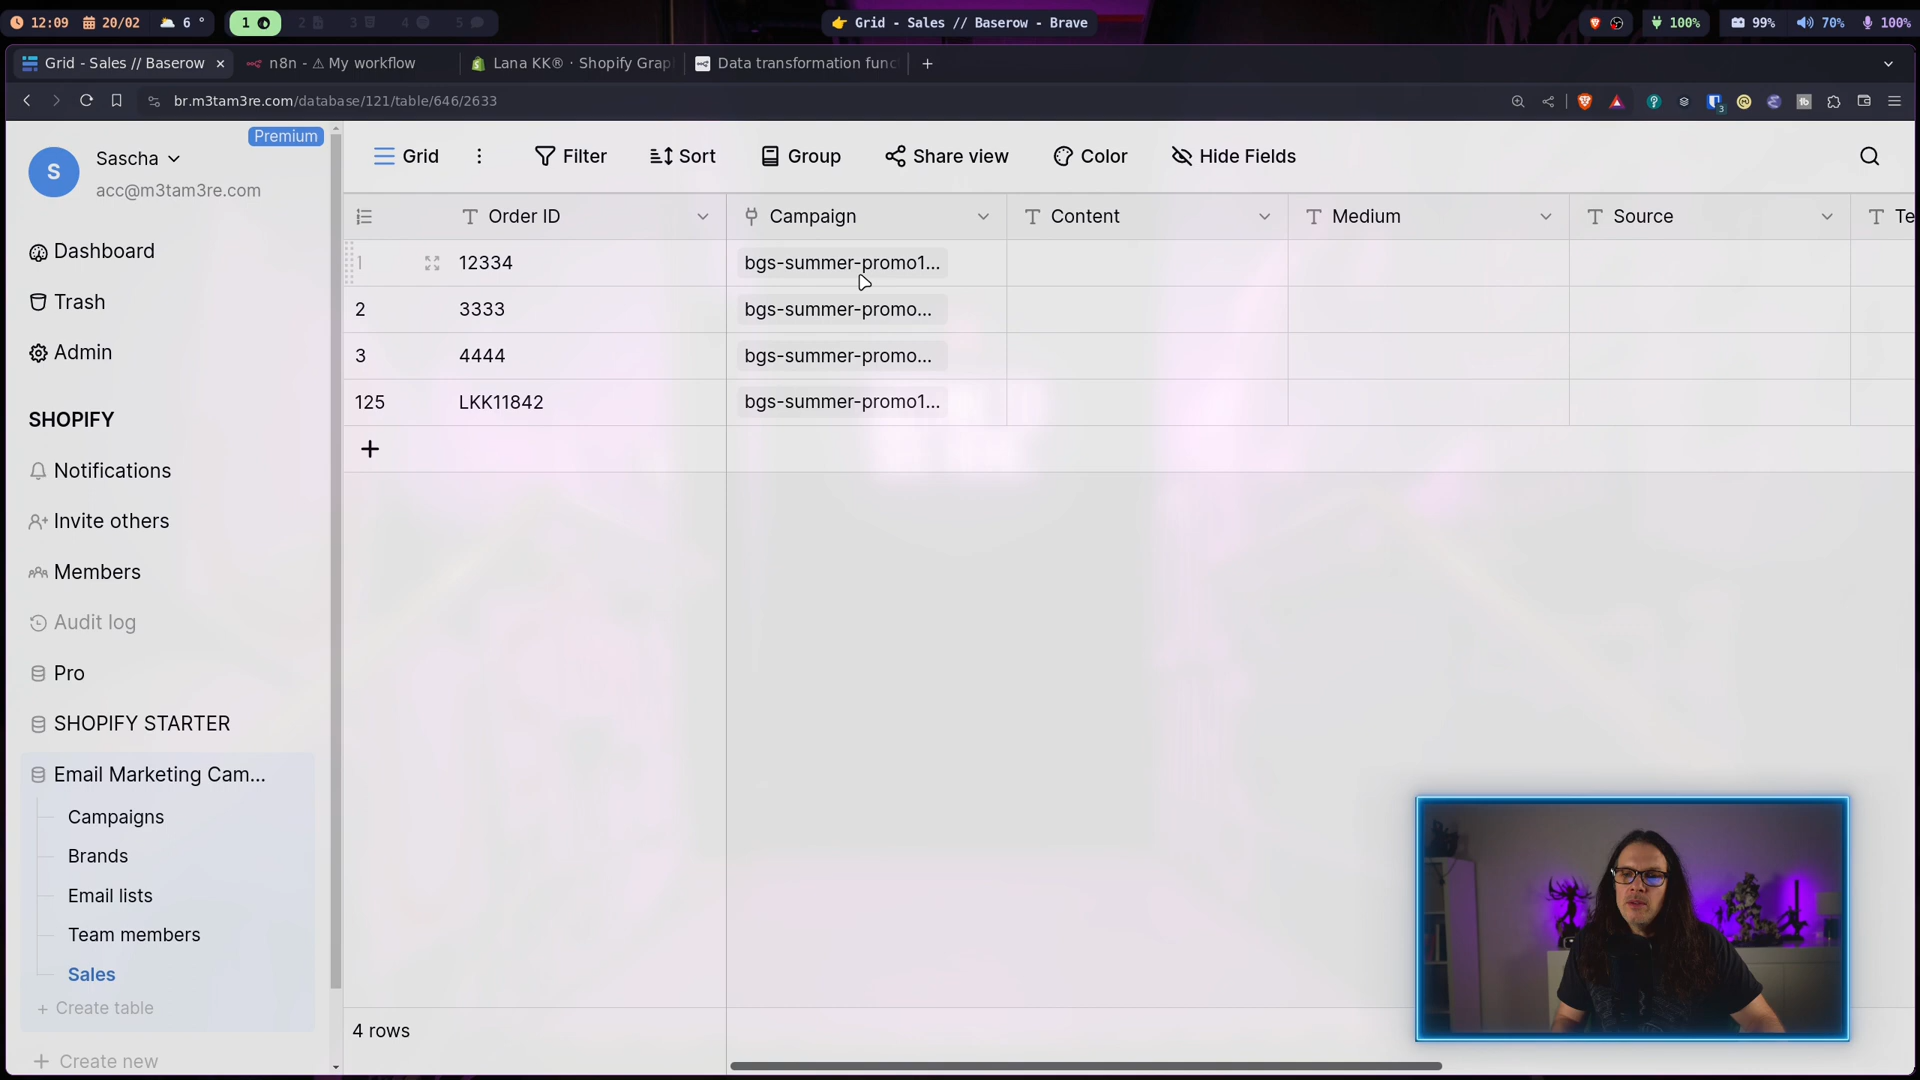 12:09 20/02 6 ° 1 2 3 4 5 👉 Grid - Sales // Baserow - Brave 100% 99% 70% 100%
Grid - Sales // Baserow × n8n - ⚠ My workflow Lana KK® · Shopify Grap Data transformation func +
br.m3tam3re.com/database/121/table/646/2633
Premium
S
Sascha
acc@m3tam3re.com
Dashboard
Trash
Admin
SHOPIFY
Notifications
Invite others
Members
Audit log
Pro
SHOPIFY STARTER
Email Marketing Cam...
Campaigns
Brands
Email lists
Team members
Sales
+ Create table
+ Create new
Grid Filter Sort Group Share view Color Hide Fields
Order ID Campaign Content Medium Source Te
1 12334 bgs-summer-promo1...
2 3333 bgs-summer-promo...
3 4444 bgs-summer-promo...
125 LKK11842 bgs-summer-promo1...
+
4 rows